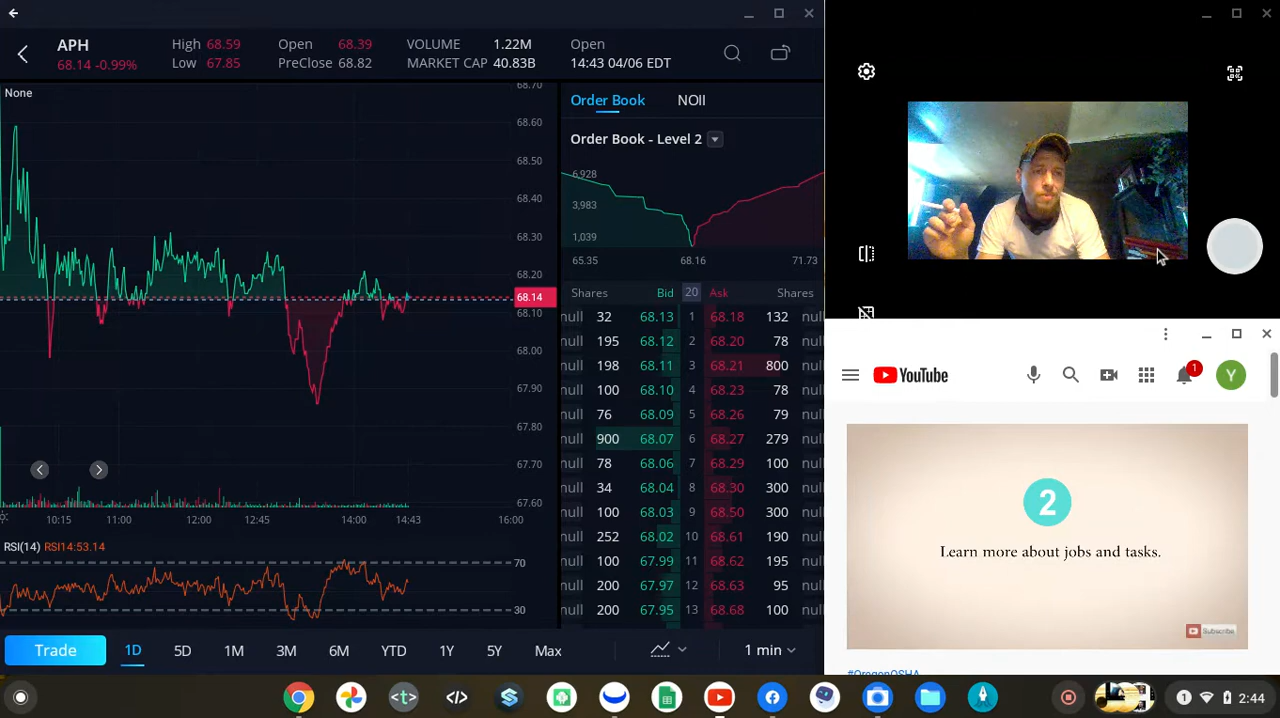 APH
68.14 -0.99%
High 68.59
Low 67.85
Open 68.39
PreClose 68.82
VOLUME 1.22M
MARKET CAP 40.83B
Open
14:43 04/06 EDT
None
68.70
68.60
68.50
68.40
68.30
68.20
68.14
68.10
68.00
67.90
67.80
67.70
67.60
10:15 11:00 12:00 12:45 14:00 14:43 16:00
RSI(14) RSI14:53.14
70
30
Trade 1D 5D 1M 3M 6M YTD 1Y 5Y Max 1 min
Order Book NOII
Order Book - Level 2
6,928
3,983
1,039
65.35 68.16 71.73
Shares Bid 20 Ask Shares
null 32 68.13 1 68.18 132 null
null 195 68.12 2 68.20 78 null
null 198 68.11 3 68.21 800 null
null 100 68.10 4 68.23 78 null
null 76 68.09 5 68.26 79 null
null 900 68.07 6 68.27 279 null
null 78 68.06 7 68.29 100 null
null 34 68.04 8 68.30 300 null
null 100 68.03 9 68.50 300 null
null 252 68.02 10 68.61 190 null
null 100 67.99 11 68.62 195 null
null 200 67.97 12 68.63 95 null
null 200 67.95 13 68.68 100 null
YouTube
1
Y
2
Learn more about jobs and tasks.
Subscribe
#OregonOSHA
1 2:44